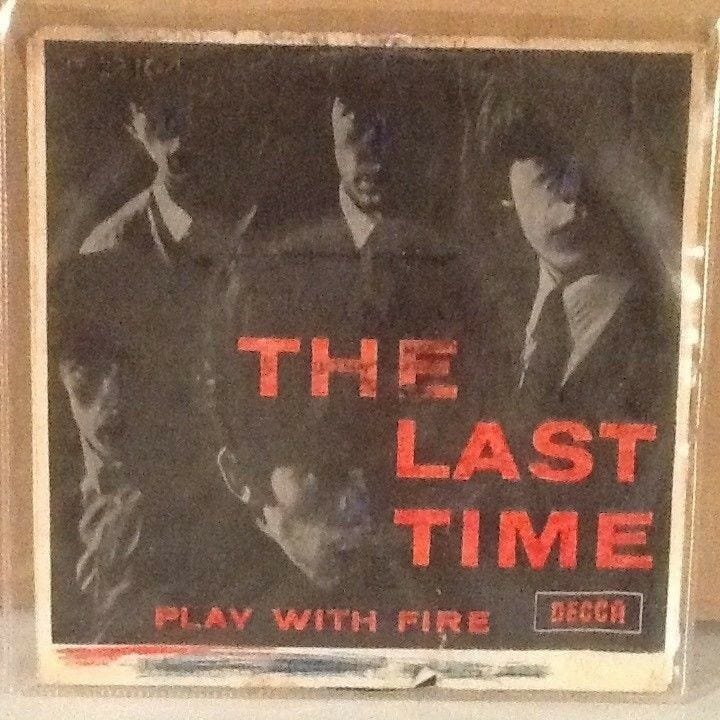 THE
LAST
TIME
PLAY WITH FIRE
DECCA